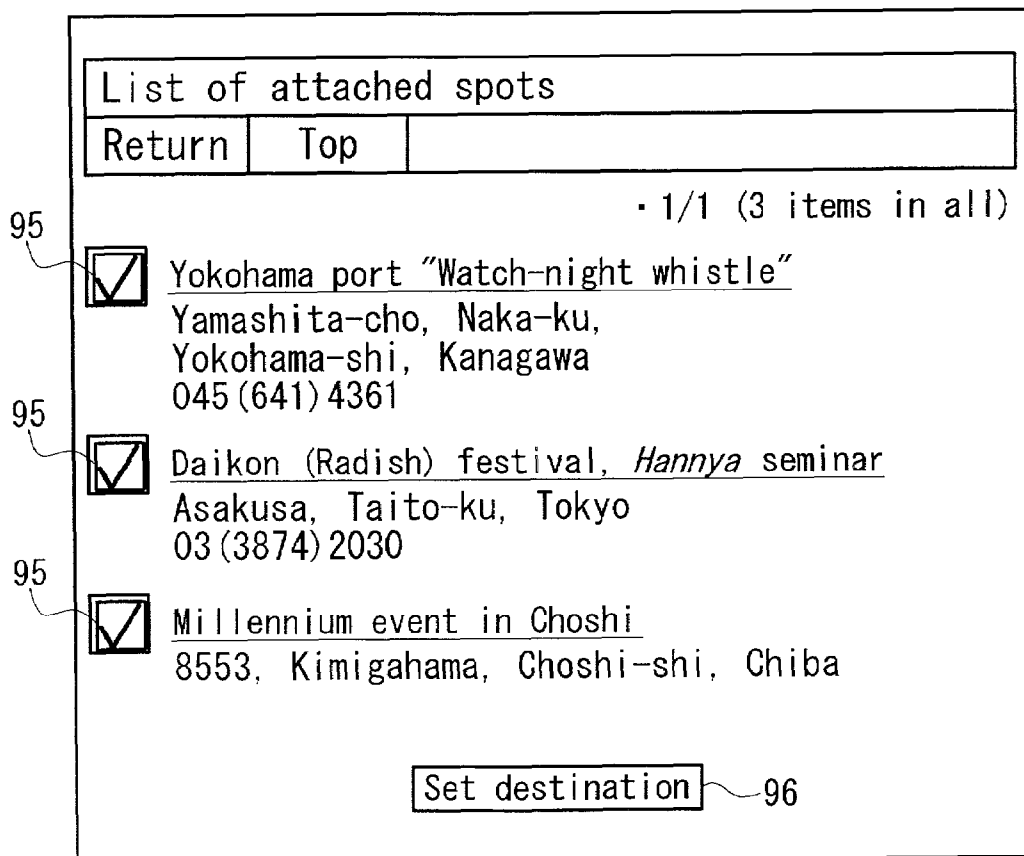 List of attached spots
Return Top
・1/1 (3 items in all)
95
Yokohama port "Watch-night whistle"
Yamashita-cho, Naka-ku,
Yokohama-shi, Kanagawa
045(641)4361
95
Daikon (Radish) festival, Hannya seminar
Asakusa, Taito-ku, Tokyo
03(3874)2030
95
Millennium event in Choshi
8553, Kimigahama, Choshi-shi, Chiba
Set destination 96